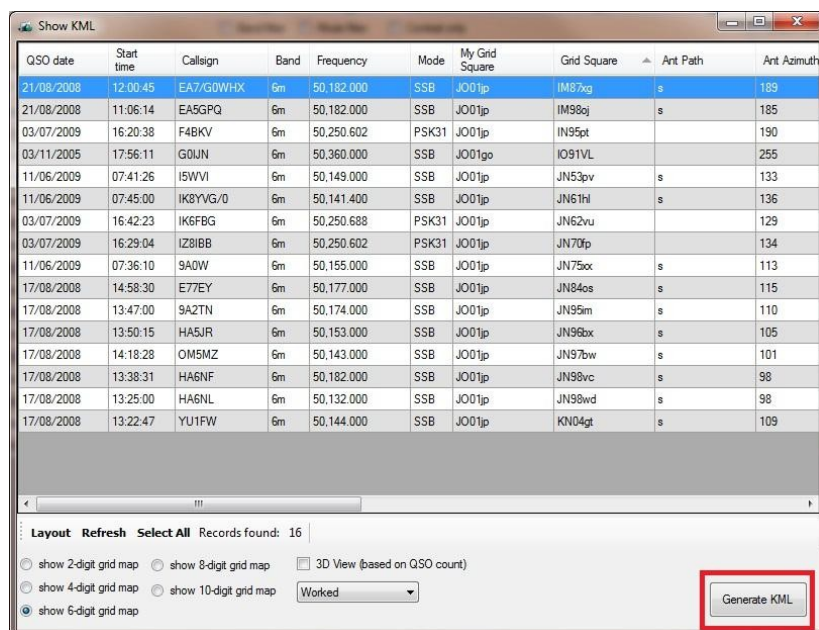 Show KML
QSO date Start time Callsign Band Frequency Mode My Grid Square Grid Square Ant Path Ant Azimuth
21/08/2008 12:00:45 EA7/G0WHX 6m 50,182.000 SSB JO01jp IM87xg s 189
21/08/2008 11:06:14 EA5GPQ 6m 50,182.000 SSB JO01jp IM98oj s 185
03/07/2009 16:20:38 F4BKV 6m 50,250.602 PSK31 JO01jp IN95pt 190
03/11/2005 17:56:11 G0IJN 6m 50,360.000 SSB JO01go IO91VL 255
11/06/2009 07:41:26 I5WVI 6m 50,149.000 SSB JO01jp JN53pv s 133
11/06/2009 07:45:00 IK8YVG/0 6m 50,141.400 SSB JO01jp JN61hl s 136
03/07/2009 16:42:23 IK6FBG 6m 50,250.688 PSK31 JO01jp JN62vu 129
03/07/2009 16:29:04 IZ8IBB 6m 50,250.602 PSK31 JO01jp JN70fp 134
11/06/2009 07:36:10 9A0W 6m 50,155.000 SSB JO01jp JN75xx s 113
17/08/2008 14:58:30 E77EY 6m 50,177.000 SSB JO01jp JN84os s 115
17/08/2008 13:47:00 9A2TN 6m 50,174.000 SSB JO01jp JN95im s 110
17/08/2008 13:50:15 HA5JR 6m 50,153.000 SSB JO01jp JN96bx s 105
17/08/2008 14:18:28 OM5MZ 6m 50,143.000 SSB JO01jp JN97bw s 101
17/08/2008 13:38:31 HA6NF 6m 50,182.000 SSB JO01jp JN98vc s 98
17/08/2008 13:25:00 HA6NL 6m 50,132.000 SSB JO01jp JN98wd s 98
17/08/2008 13:22:47 YU1FW 6m 50,144.000 SSB JO01jp KN04gt s 109
Layout Refresh Select All Records found: 16
show 2-digit grid map show 8-digit grid map 3D View (based on QSO count)
show 4-digit grid map show 10-digit grid map Worked
show 6-digit grid map
Generate KML